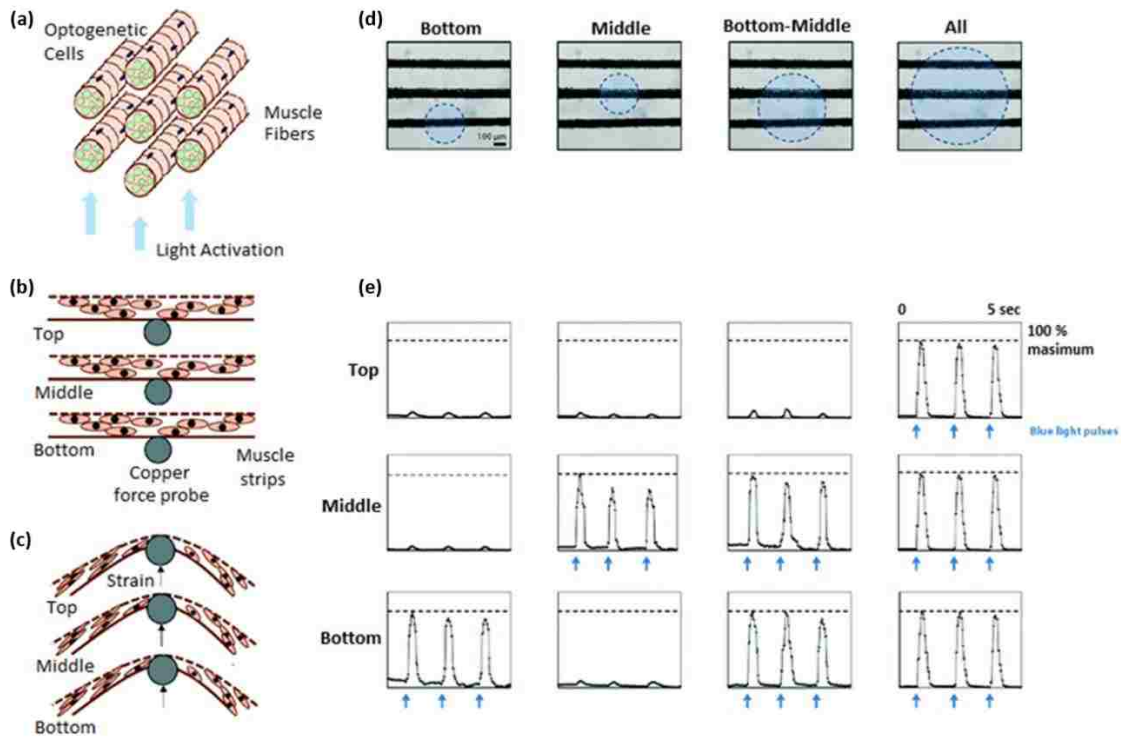 (a)
Optogenetic
Cells
Muscle
Fibers
Light Activation
(b)
Top
Middle
Bottom
Copper
force probe
Muscle
strips
(c)
Strain
Top
Middle
Bottom
(d)
Bottom
Middle
Bottom-Middle
All
100 µm
(e)
0
5 sec
100 %
masimum
Top
Blue light pulses
Middle
Bottom